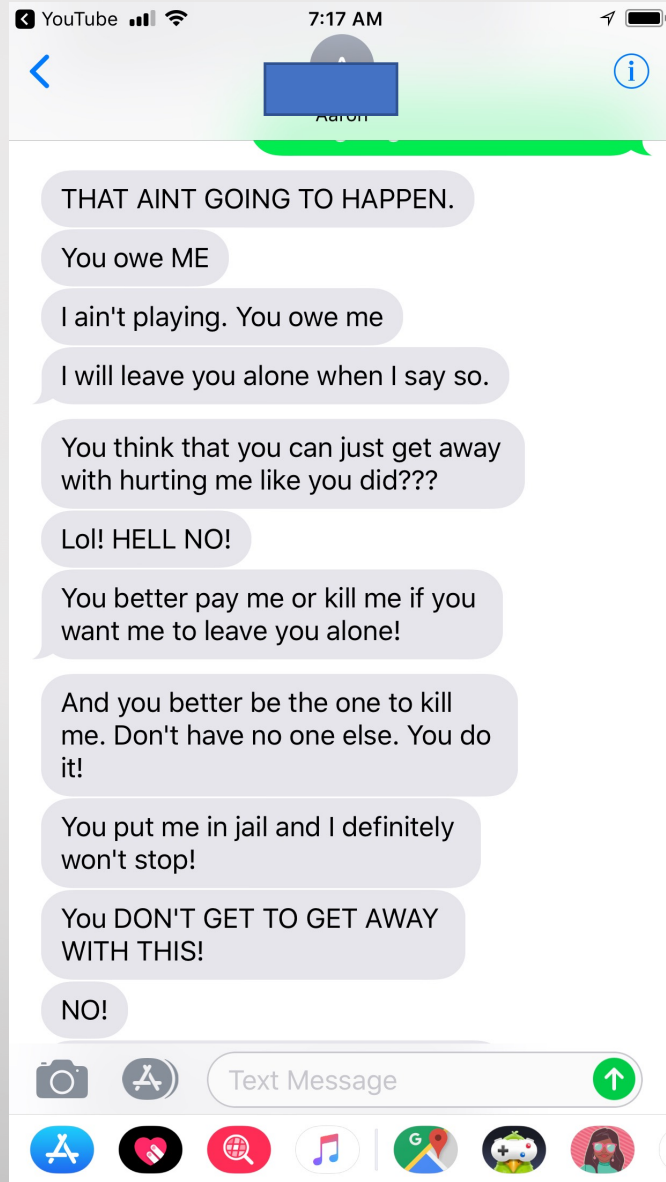 YouTube
7:17 AM
Aaron
THAT AINT GOING TO HAPPEN.
You owe ME
I ain't playing. You owe me
I will leave you alone when I say so.
You think that you can just get away
with hurting me like you did???
Lol! HELL NO!
You better pay me or kill me if you
want me to leave you alone!
And you better be the one to kill
me. Don't have no one else. You do
it!
You put me in jail and I definitely
won't stop!
You DON'T GET TO GET AWAY
WITH THIS!
NO!
Text Message
G